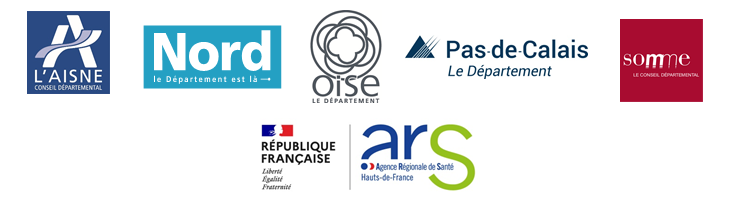 L'AISNE
CONSEIL DÉPARTEMENTAL
Nord
le Département est là
oise
LE DÉPARTEMENT
Pas-de-Calais
Le Département
somme
LE CONSEIL DÉPARTEMENTAL
RÉPUBLIQUE
FRANÇAISE
Liberté
Égalité
Fraternité
ars
Agence Régionale de Santé
Hauts-de-France